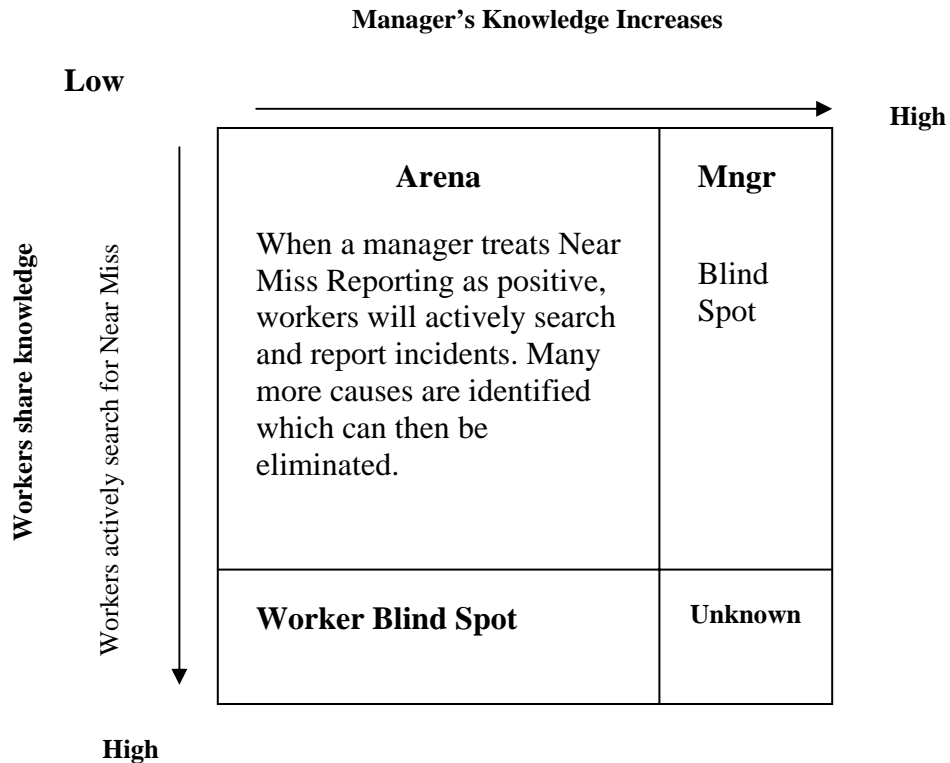 Manager’s Knowledge Increases
Low
High
Workers share knowledge
Workers actively search for Near Miss
Arena
When a manager treats Near
Miss Reporting as positive,
workers will actively search
and report incidents. Many
more causes are identified
which can then be
eliminated.
Mngr
Blind
Spot
Worker Blind Spot
Unknown
High